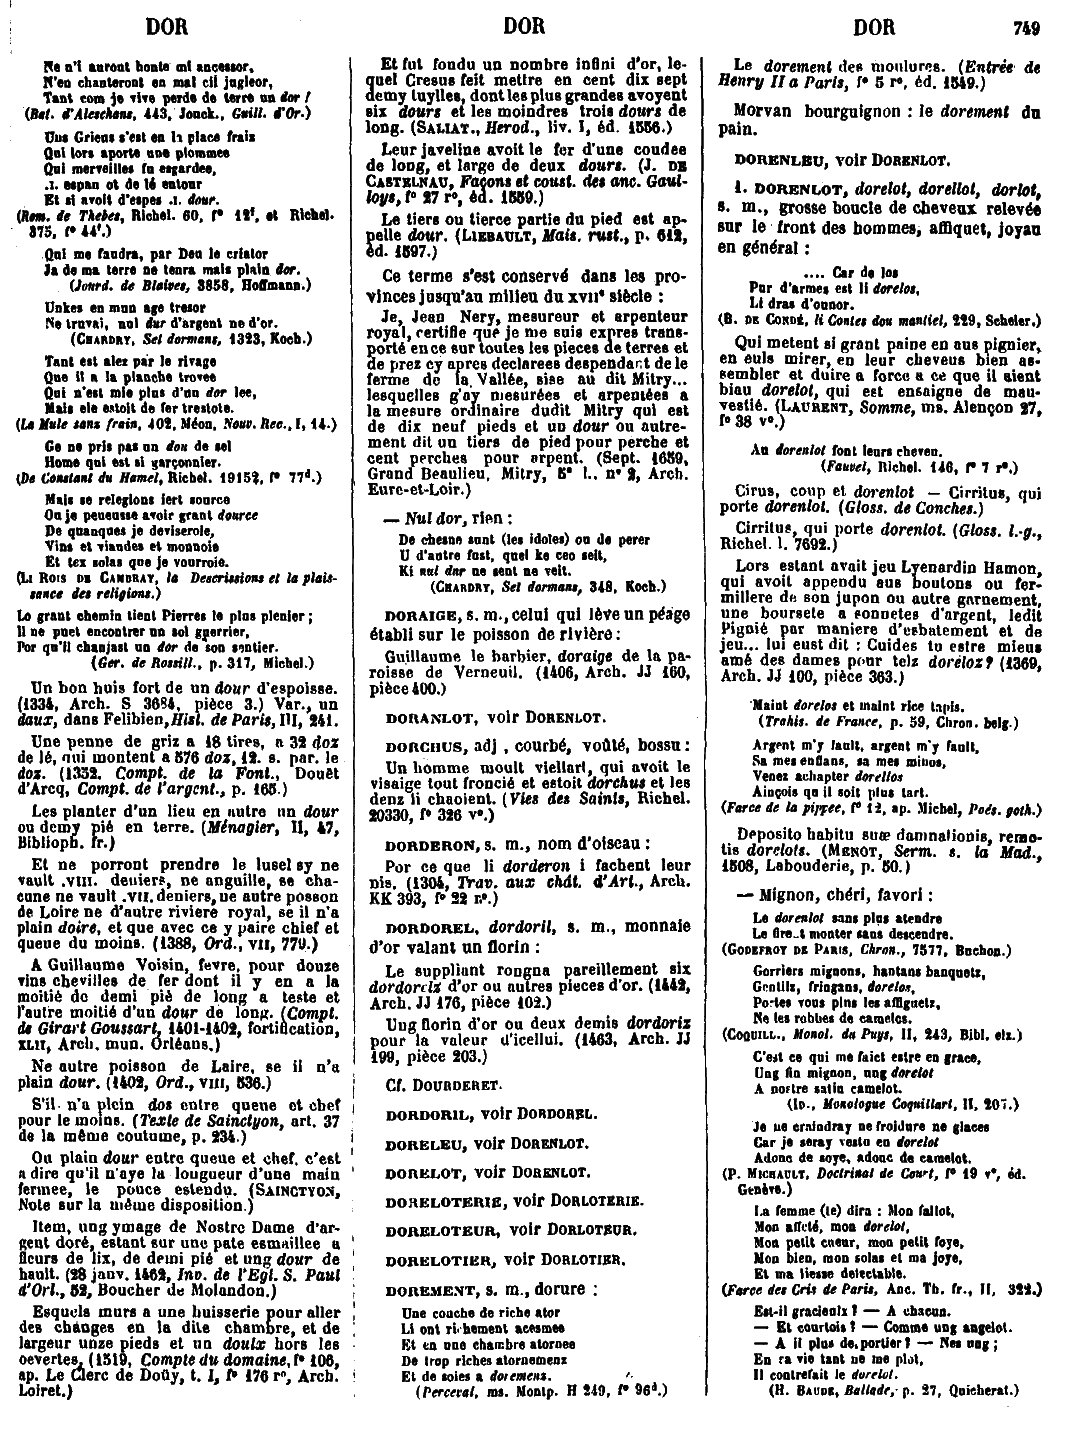 DOR
DOR
DOR
749
Ne n'i auront honte mi ancessor,
N'en chanteront en mal cil jugleor,
Tant com je vive perde de terre un dor !
(Bat. d'Aleschans, 443, Jonck., Guill. d'Or.)
Uns Griens s'est en la place frais
Qui lors aporte une plommee
Qui merveilles fu esgardee,
.I. espan ot de lé entour
Et si avoit d'espes .I. dour.
(Rom. de Thebes, Richel. 60, f° 12f, et Richel.
375, f° 44f.)
Qui me faudra, par Deu le criator
Ja de ma terre ne tenra mais plain dor.
(Jourd. de Blaives, 3858, Hoffmann.)
Unkes en mun age tresor
Ne truvai, nul dur d'argent ne d'or.
(CHARDRY, Set dormans, 1323, Koch.)
Tant est alez par le rivage
Que il a la planche trovee
Qui n'est mie plus d'un dor lee,
Mais ele estoit de fer trestote.
(La Mule sans frain, 402, Méon, Nouv. Rec., I, 14.)
Ge ne pris pas un dou de sel
Home qui est si garçonnier.
(De Constant du Hamel, Richel. 19152, f° 77d.)
Mais se relegions iert source
Ou je peuesse avoir grant dource
De quanques je deviseroie,
Vins et viandes et monnoie
Et tex solas que je vourroie.
(LI ROIS DE CAMBRAY, la Descrissions et la plais-
sance des religions.)
Lo grant chemin tient Pierres le plus plenier ;
Il ne puet encontrer un sol guerrier,
Por qu'il chanjast un dor de son sentier.
(Ger. de Rossill., p. 317, Michel.)
Un bon huis fort de un dour d'espoisse.
(1334, Arch. S 3684, pièce 3.) Var., un
daux, dans Felibien, Hist. de Paris, III, 241.
Une penne de griz a 18 tires, a 32 doz
de lé, qui montent a 576 doz, 12. s. par. le
doz. (1352. Compt. de la Font., Douët
d'Arcq, Compt. de l'argent., p. 165.)
Les planter d'un lieu en autre un dour
ou demy pié en terre. (Ménagier, II, 47,
Biblioph. fr.)
Et ne porront prendre le lusel sy ne
vault .VIII. deniers, ne anguille, se cha-
cune ne vault .VII. deniers, ne autre posson
de Loire ne d'autre riviere royal, se il n'a
plain doire, et que avec ce y paire chief et
queue du moins. (1388, Ord., VII, 779.)
A Guillaume Voisin, fevre, pour douze
vins chevilles de fer dont il y en a la
moitié de demi pié de long a teste et
l'autre moitié d'un dour de long. (Compt.
de Girart Goussart, 1401-1402, fortification,
XLII, Arch. mun. Orléans.)
Ne autre poisson de Laire, se il n'a
plain dour. (1402, Ord., VIII, 536.)
S'il n'a plein dos entre queue et chef
pour le moins. (Texte de Sainctyon, art. 37
de la même coutume, p. 234.)
Ou plain dour entre queue et chef, c'est
a dire qu'il n'aye la lougueur d'une main
fermee, le pouce estendu. (SAINCTYON,
Note sur la même disposition.)
Item, ung ymage de Nostre Dame d'ar-
gent doré, estant sur une pate esmaillee a
fleurs de lix, de demi pié et ung dour de
hault. (28 janv. 1462, Inv. de l'Egl. S. Paul
d'Orl., 52, Boucher de Molandon.)
Esquels murs a une huisserie pour aller
des changes en la dite chambre, et de
largeur unze pieds et un doulx hors les
oevertes. (1519, Compte du domaine, f° 106,
ap. Le Clerc de Doüy, t. I, f° 176 r°, Arch.
Loiret.)
Et fut fondu un nombre infini d'or, le-
quel Cresus feit mettre en cent dix sept
demy tuylles, dont les plus grandes avoyent
six dours et les moindres trois dours de
long. (SALIAT., Herod., liv. I, éd. 1556.)
Leur javeline avoit le fer d'une coudee
de long, et large de deux dours. (J. DE
CASTELNAU, Façons et coust. des anc. Gaul-
loys, f° 27 r°, éd. 1559.)
Le tiers ou tierce partie du pied est ap-
pelle dour. (LIEBAULT, Mais. rust., p. 612,
éd. 1597.)
Ce terme s'est conservé dans les pro-
vinces jusqu'au milieu du XVIIe siècle :
Je, Jean Nery, mesureur et arpenteur
royal, certifie que je me suis expres trans-
porté en ce sur toutes les pieces de terres et
de prez cy apres declarees despendant de le
ferme de la Vallée, sise au dit Mitry...
lesquelles g'ay mesurées et arpentées a
la mesure ordinaire dudit Mitry qui est
de dix neuf pieds et un dour ou autre-
ment dit un tiers de pied pour perche et
cent perches pour arpent. (Sept. 1659,
Grand Beaulieu, Mitry, 5e l., n° 2, Arch.
Eure-et-Loir.)
— Nul dor, rien :
De chesne sunt (les idoles) ou de perer
U d'autre fust, quel ke ceo seit,
Ki nul dur ne sent ne veit.
(CHARDRY, Set dormans, 348, Koch.)
DORAIGE, s. m., celui qui lève un péage
établi sur le poisson de rivière :
Guillaume le barbier, doraige de la pa-
roisse de Verneuil. (1406, Arch. JJ 160,
pièce 400.)
DORANLOT, voir DORENLOT.
DORCHUS, adj , courbé, voûté, bossu :
Un homme moult viellart, qui avoit le
visaige tout froncié et estoit dorchus et les
denz li chaoient. (Vies des Saints, Richel.
20330, f° 326 v°.)
DORDERON, s. m., nom d'oiseau :
Por ce que li dorderon i fachent leur
nis. (1304, Trav. aux chât. d'Art., Arch.
KK 393, f° 22 r°.)
DORDOREL, dordoril, s. m., monnaie
d'or valant un florin :
Le suppliant rongna pareillement six
dordorelz d'or ou autres pieces d'or. (1442,
Arch. JJ 176, pièce 102.)
Ung florin d'or ou deux demis dordoriz
pour la valeur d'icellui. (1463, Arch. JJ
199, pièce 203.)
Cf. DOURDERET.
DORDORIL, voir DORDOREL.
DORELEU, voir DORENLOT.
DORELOT, voir DORENLOT.
DORELOTERIE, voir DORLOTERIE.
DORELOTEUR, voir DORLOTEUR.
DORELOTIER, voir DORLOTIER.
DOREMENT, s. m., dorure :
Une couche de riche ator
Li ont richement acesmee
Et en une chambre atornee
De trop riches atornemenz
Et de soies a doremens.
(Perceval, ms. Montp. H 249, f° 96d.)
Le dorement des moulures. (Entrée de
Henry II a Paris, f° 5 r°, éd. 1549.)
Morvan bourguignon : le dorement du
pain.
DORENLEU, voir DORENLOT.
1. DORENLOT, dorelot, dorellot, dorlot,
s. m., grosse boucle de cheveux relevée
sur le front des hommes, affiquet, joyau
en général :
.... Car de los
Pur d'armes est li dorelos,
Li dras d'ounor.
(B. DE CONDÉ, li Contes dou mantiel, 229, Scheler.)
Qui metent si grant paine en aus pignier,
en euls mirer, en leur cheveus bien as-
sembler et duire a force a ce que il aient
biau dorelot, qui est ensaigne de mau-
vestié. (LAURENT, Somme, ms. Alençon 27,
f° 38 v°.)
Au dorenlot font leurs cheveu.
(Fauvel, Richel. 146, f° 7 r°.)
Cirus, coup et dorenlot — Cirritus, qui
porte dorenlot. (Gloss. de Conches.)
Cirritus, qui porte dorenlot. (Gloss. l.-g.,
Richel. l. 7692.)
Lors estant avait jeu Lyenardin Hamon,
qui avoit appendu aus boutons ou fer-
millere de son jupon ou autre garnement,
une boursete a sonnetes d'argent, ledit
Pignié par maniere d'esbatement et de
jeu... lui eust dit : Cuides tu estre mieus
amé des dames pour telz doreloz ? (1369,
Arch. JJ 100, pièce 363.)
Maint dorelos et maint rice tapis.
(Trahis. de France, p. 59, Chron. belg.)
Argent m'y fault, argent m'y fault,
Sa mes enfans, sa mes minos,
Venez achapter dorellos
Ainçois qu'il soit plus tart.
(Farce de la pippee, f° 12, ap. Michel, Poés. goth.)
Deposito habitu suæ damnationis, remo-
tis dorelots. (MENOT, Serm. s. la Mad.,
1508, Labouderie, p. 50.)
— Mignon, chéri, favori :
Le dorenlot sans plus atendre
Le firent monter sans descendre.
(GODEFROT DE PARIS, Chron., 7577, Buchon.)
Gorriers mignons, hantans banquetz,
Gentilz, fringans, dorelos,
Portez vous plus les affiquetz,
Ne les robbes de camelos.
(COQUILL., Monol. du Puys, II, 243, Bibl. elz.)
C'est ce qui me faict estre en grace,
Ung fin mignon, ung dorelot
A nostre satin camelot.
(ID., Monologue Coquillart, II, 207.)
Je ne craindray ne froidure ne glaces
Car je seray vestu en dorelot
Adonc de soye, adonc de camelot.
(P. MICHAULT, Doctrinal de Court, f° 19 v°, éd.
Genève.)
La femme (te) dira : Mon fallot,
Mon affeté, mon dorelot,
Mon petit cueur, mon petit foye,
Mon bien, mon solas et ma joye,
Et ma liesse delectable.
(Farce des Cris de Paris, Anc. Th. fr., II, 322.)
Est-il gracieulx ? — A chacun.
— Et courtois ? — Comme ung angelot.
— A il plus de portier ? — Nes ung ;
En sa vie tant ne me plot,
Il contrefait le dorelot.
(H. BAUDE, Ballade, p. 27, Quicherat.)